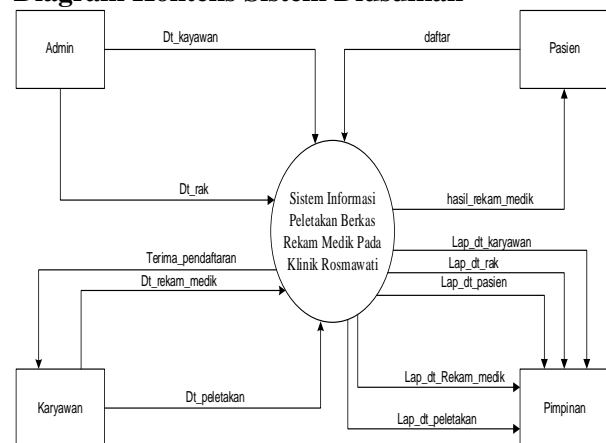 Diagram Konteks Sistem Diusulkan
Admin
Dt_kayawan
daftar
Pasien
Dt_rak
Sistem Informasi
Peletakan Berkas
Rekam Medik Pada
Klinik Rosmawati
hasil_rekam_medik
Lap_dt_karyawan
Lap_dt_rak
Lap_dt_pasien
Terima_pendaftaran
Dt_rekam_medik
Lap_dt_Rekam_medik
Karyawan
Dt_peletakan
Lap_dt_peletakan
Pimpinan